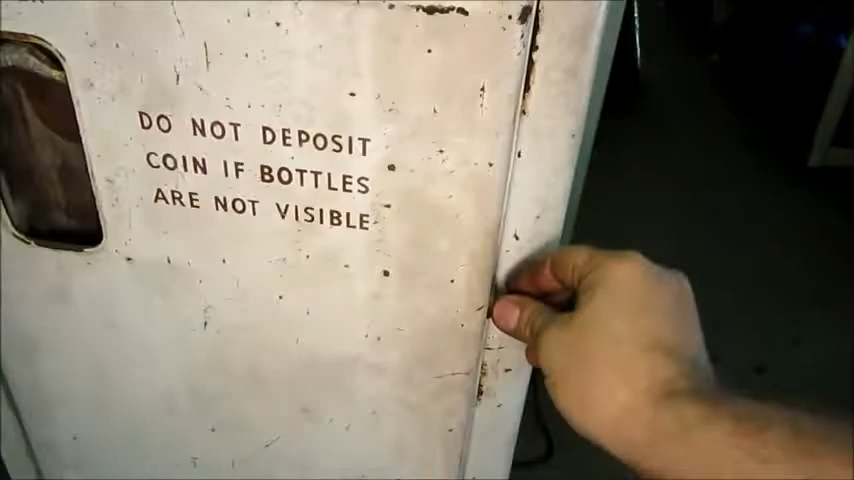 DO NOT DEPOSIT
COIN IF BOTTLES
ARE NOT VISIBLE